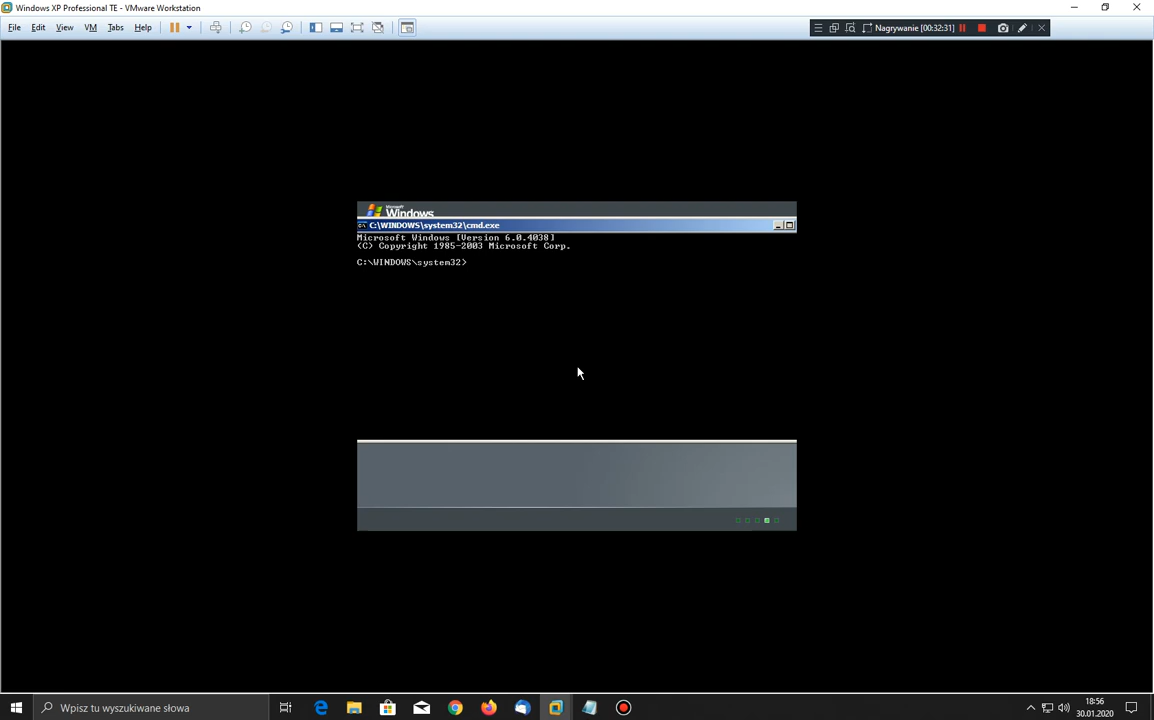 Windows XP Professional TE - VMware Workstation
File Edit View VM Tabs Help
Nagrywanie [00:32:31]
Microsoft
Windows
C:\WINDOWS\system32\cmd.exe
Microsoft Windows [Version 6.0.4038]
(C) Copyright 1985-2003 Microsoft Corp.
C:\WINDOWS\system32>
Wpisz tu wyszukiwane słowa
18:56
30.01.2020